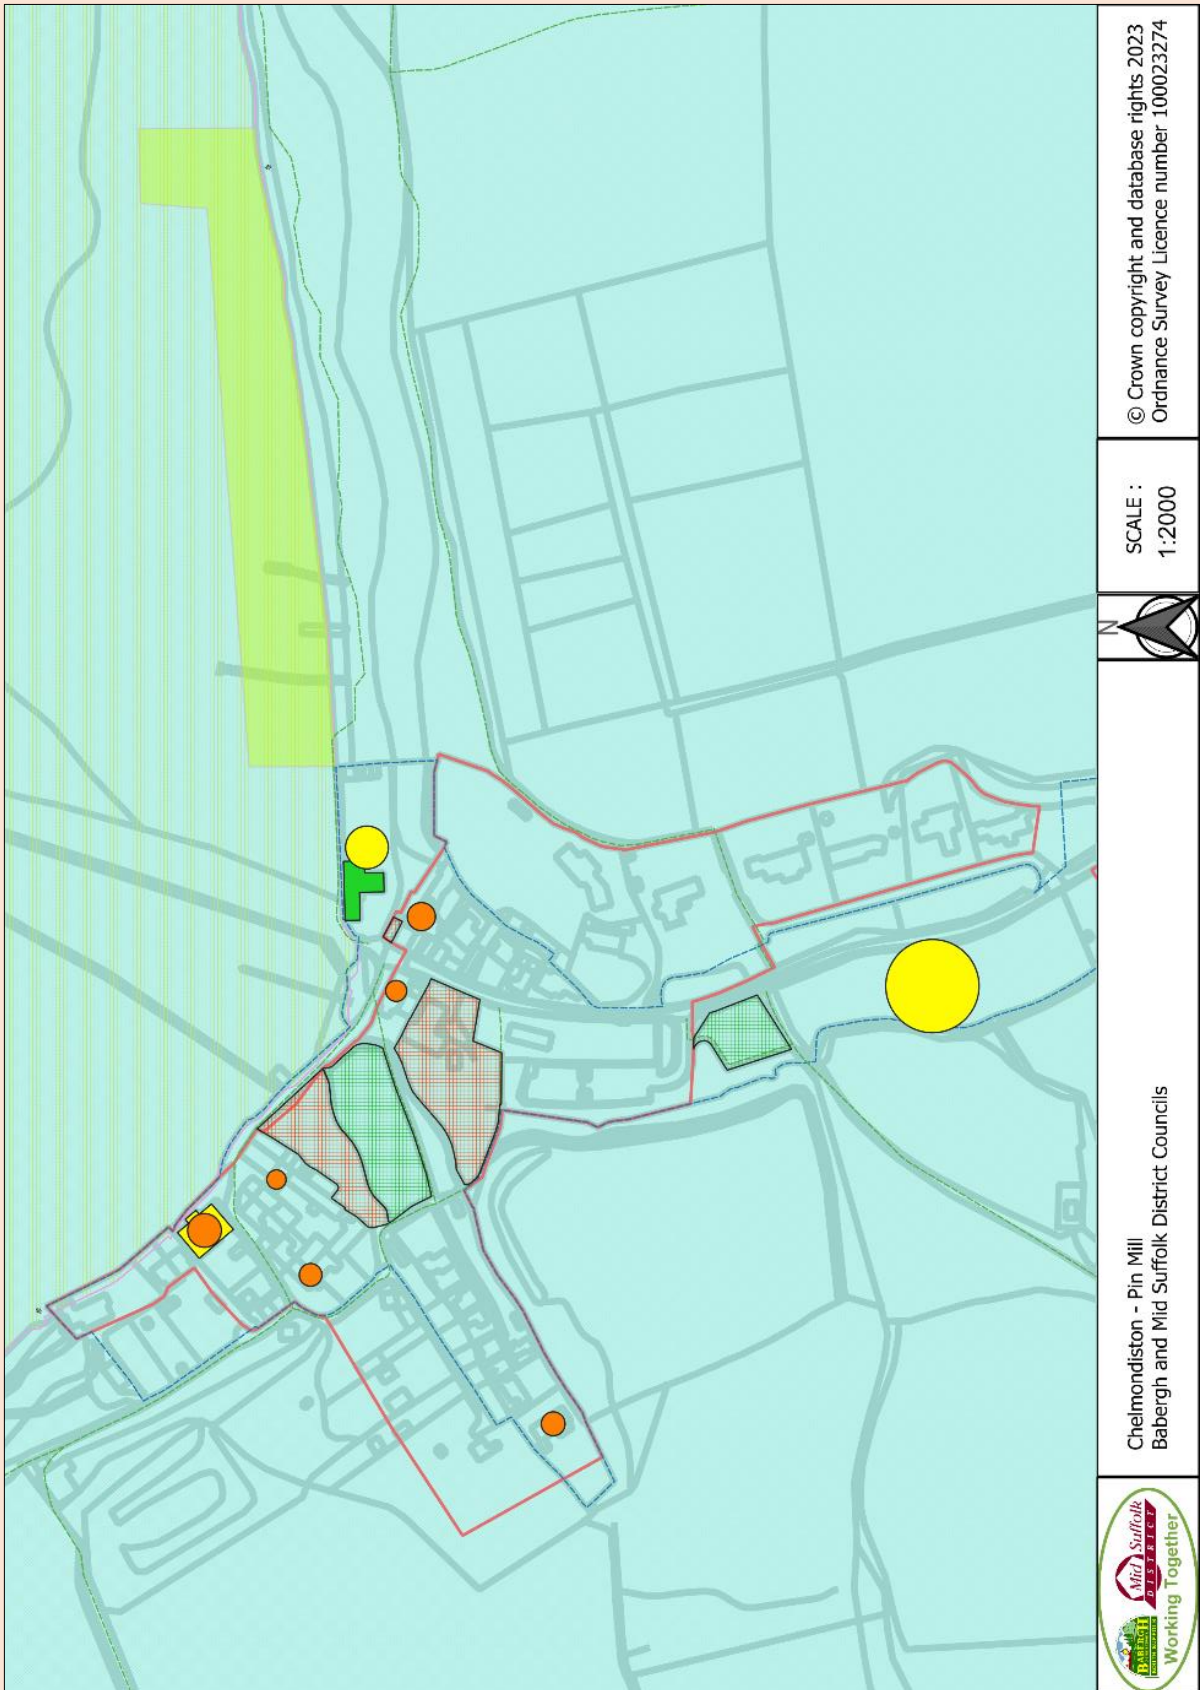 BABERGH
Mid Suffolk
DISTRICT
Working Together
Chelmondiston - Pin Mill
Babergh and Mid Suffolk District Councils
N
SCALE :
1:2000
© Crown copyright and database rights 2023
Ordnance Survey Licence number 100023274